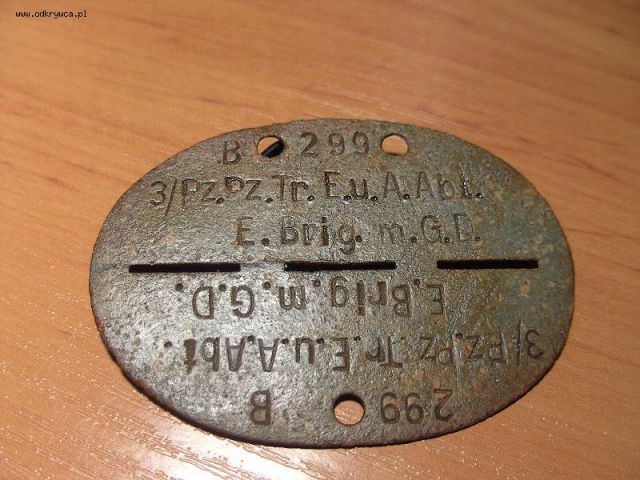 www.odkrywca.pl
B 299
3/Pz.Pz.Tr.E.u.A.Abt.
E.Brig.m.G.D.
E.Brig.m.G.D.
3/Pz.Pz.Tr.E.u.A.Abt.
299 B